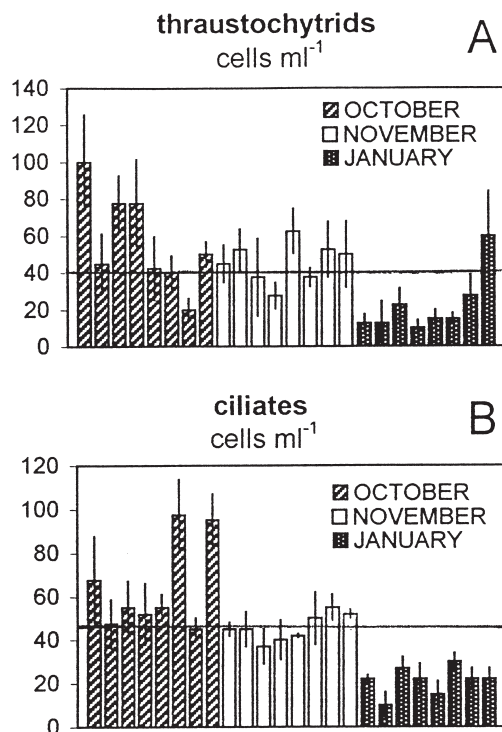 thraustochytrids
A
cells ml⁻¹
140
120
100
80
60
40
20
0
OCTOBER
NOVEMBER
JANUARY
ciliates
B
cells ml⁻¹
120
100
80
60
40
20
0
OCTOBER
NOVEMBER
JANUARY